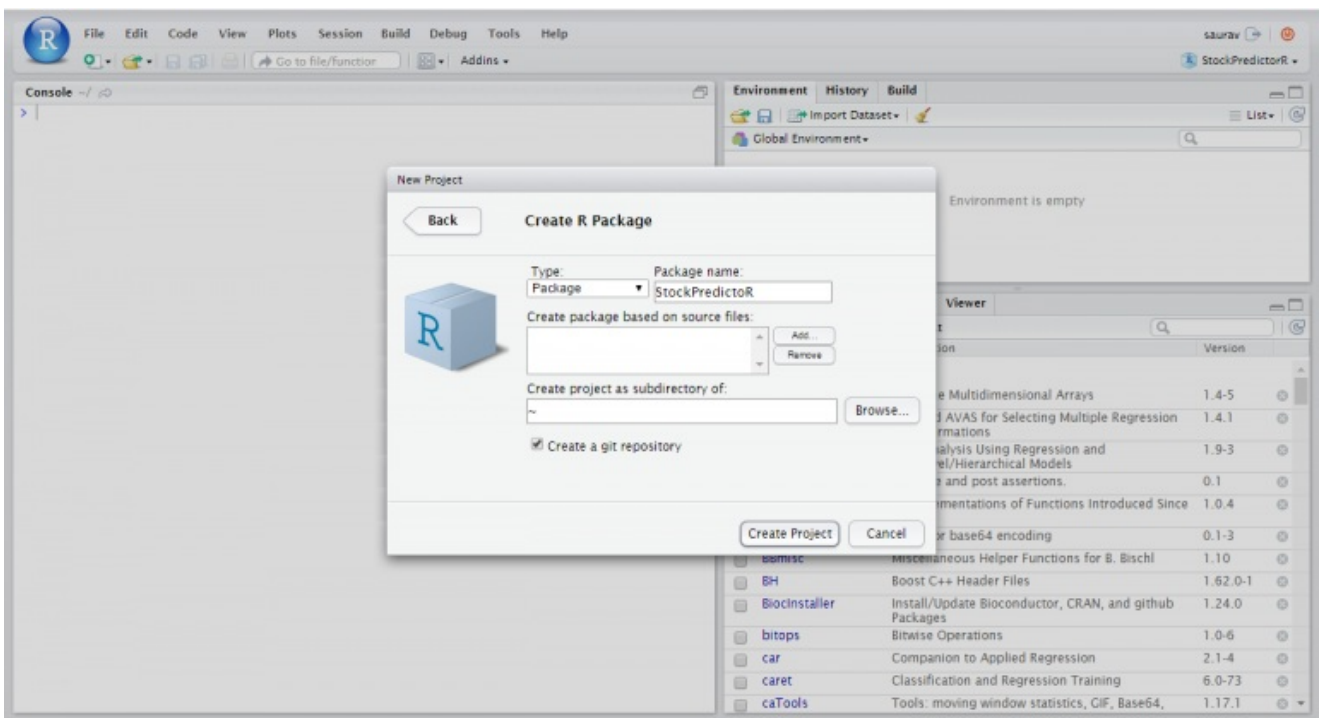 R File Edit Code View Plots Session Build Debug Tools Help saurav
Go to file/function Addins StockPredictorR
Console ~/
>
Environment History Build
Import Dataset List
Global Environment
Environment is empty
New Project
Back Create R Package
Type: Package name:
Package StockPredictoR
Create package based on source files:
Add...
Remove
Create project as subdirectory of:
~
Browse...
Create a git repository
Create Project Cancel
R
Viewer
Version
e Multidimensional Arrays 1.4-5
AVAS for Selecting Multiple Regression 1.4.1
rmations
alysis Using Regression and 1.9-3
el/Hierarchical Models
e and post assertions. 0.1
mentations of Functions Introduced Since 1.0.4
or base64 encoding 0.1-3
BBmisc Miscellaneous Helper Functions for B. Bischl 1.10
BH Boost C++ Header Files 1.62.0-1
BiocInstaller Install/Update Bioconductor, CRAN, and github 1.24.0
Packages
bitops Bitwise Operations 1.0-6
car Companion to Applied Regression 2.1-4
caret Classification and Regression Training 6.0-73
caTools Tools: moving window statistics, GIF, Base64, 1.17.1